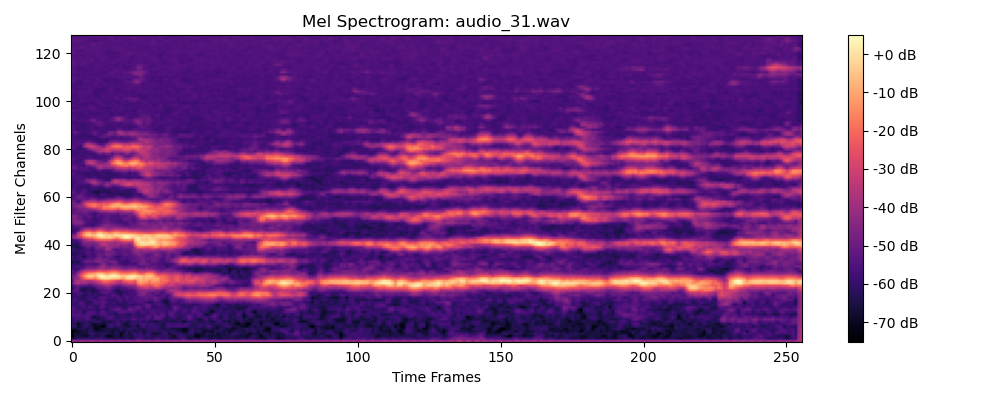 Mel Spectrogram: audio_31.wav
Mel Filter Channels
120
100
80
60
40
20
0
0 50 100 150 200 250
Time Frames
+0 dB
-10 dB
-20 dB
-30 dB
-40 dB
-50 dB
-60 dB
-70 dB